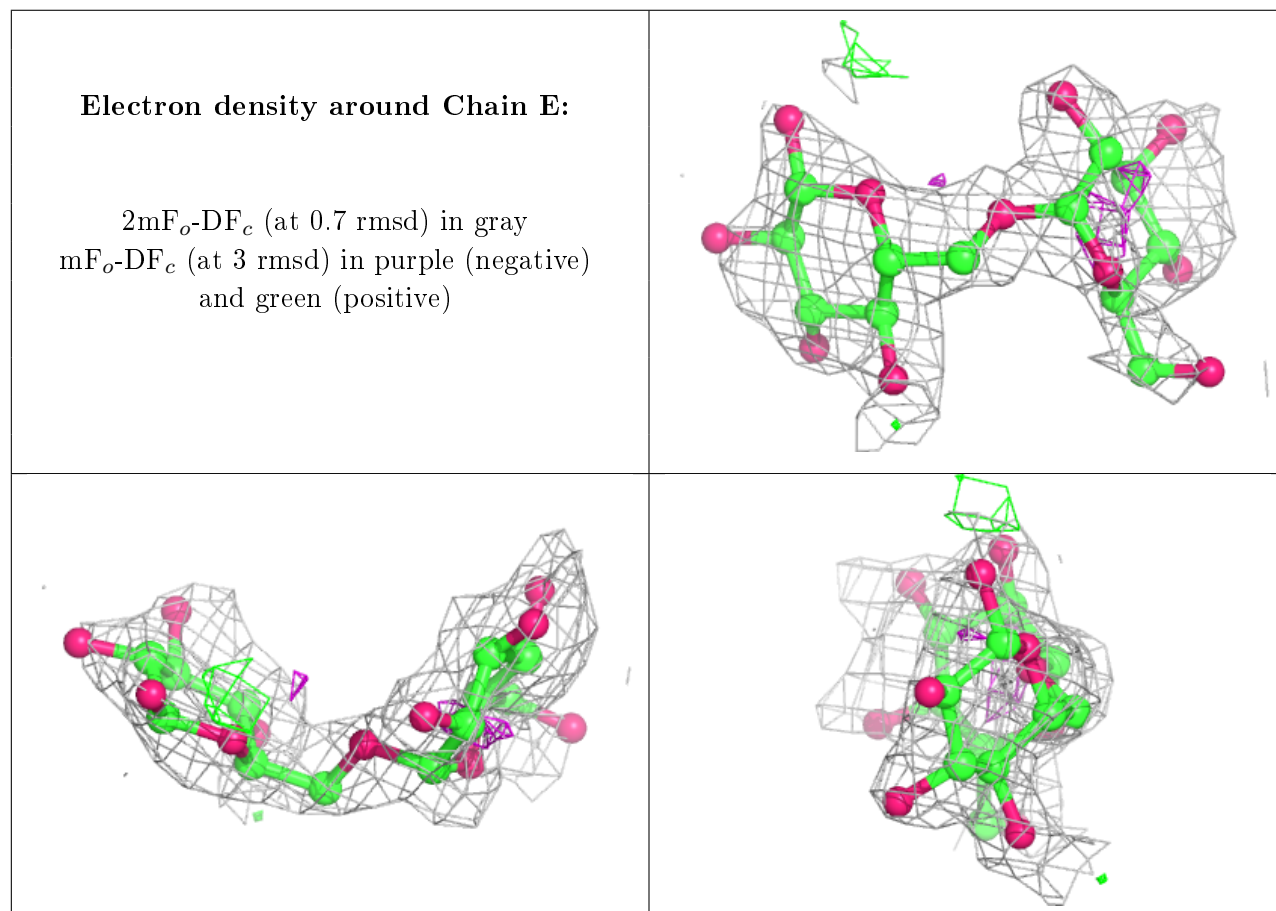 Electron density around Chain E:
2mFo-DFc (at 0.7 rmsd) in gray
mFo-DFc (at 3 rmsd) in purple (negative)
and green (positive)